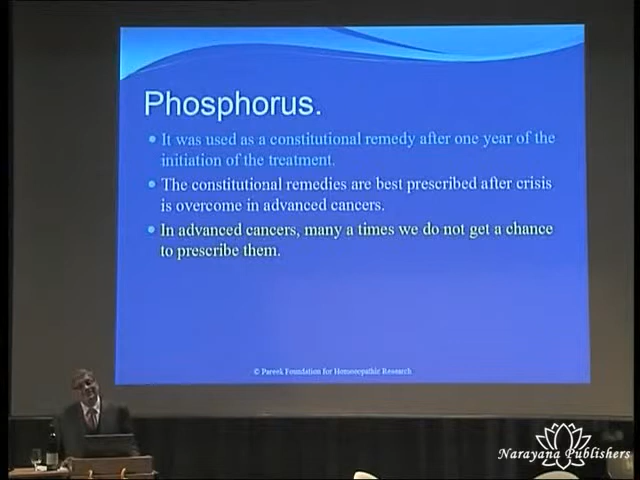 Phosphorus.
It was used as a constitutional remedy after one year of the
initiation of the treatment.
The constitutional remedies are best prescribed after crisis
is overcome in advanced cancers.
In advanced cancers, many a times we do not get a chance
to prescribe them.
© Pareek Foundation for Homoeopathic Research
Narayana Publishers